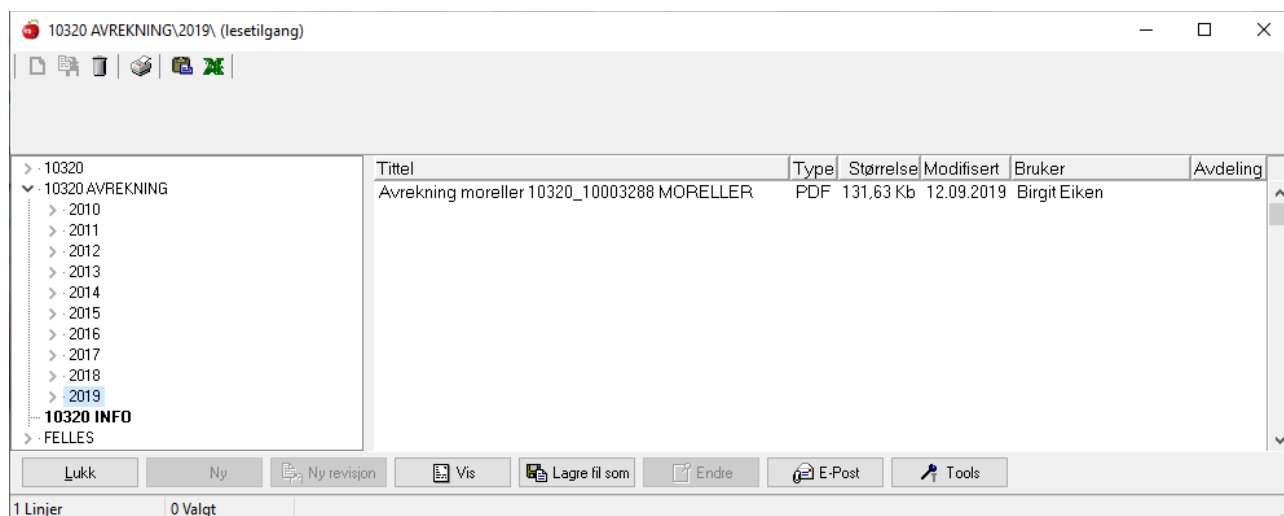 10320 AVREKNING\2019\ (lesetilgang)
10320
10320 AVREKNING
2010
2011
2012
2013
2014
2015
2016
2017
2018
2019
10320 INFO
FELLES
Tittel Type Størrelse Modifisert Bruker Avdeling
Avrekning moreller 10320_10003288 MORELLER PDF 131,63 Kb 12.09.2019 Birgit Eiken
Lukk Ny Ny revisjon Vis Lagre fil som Endre E-Post Tools
1 Linjer 0 Valgt